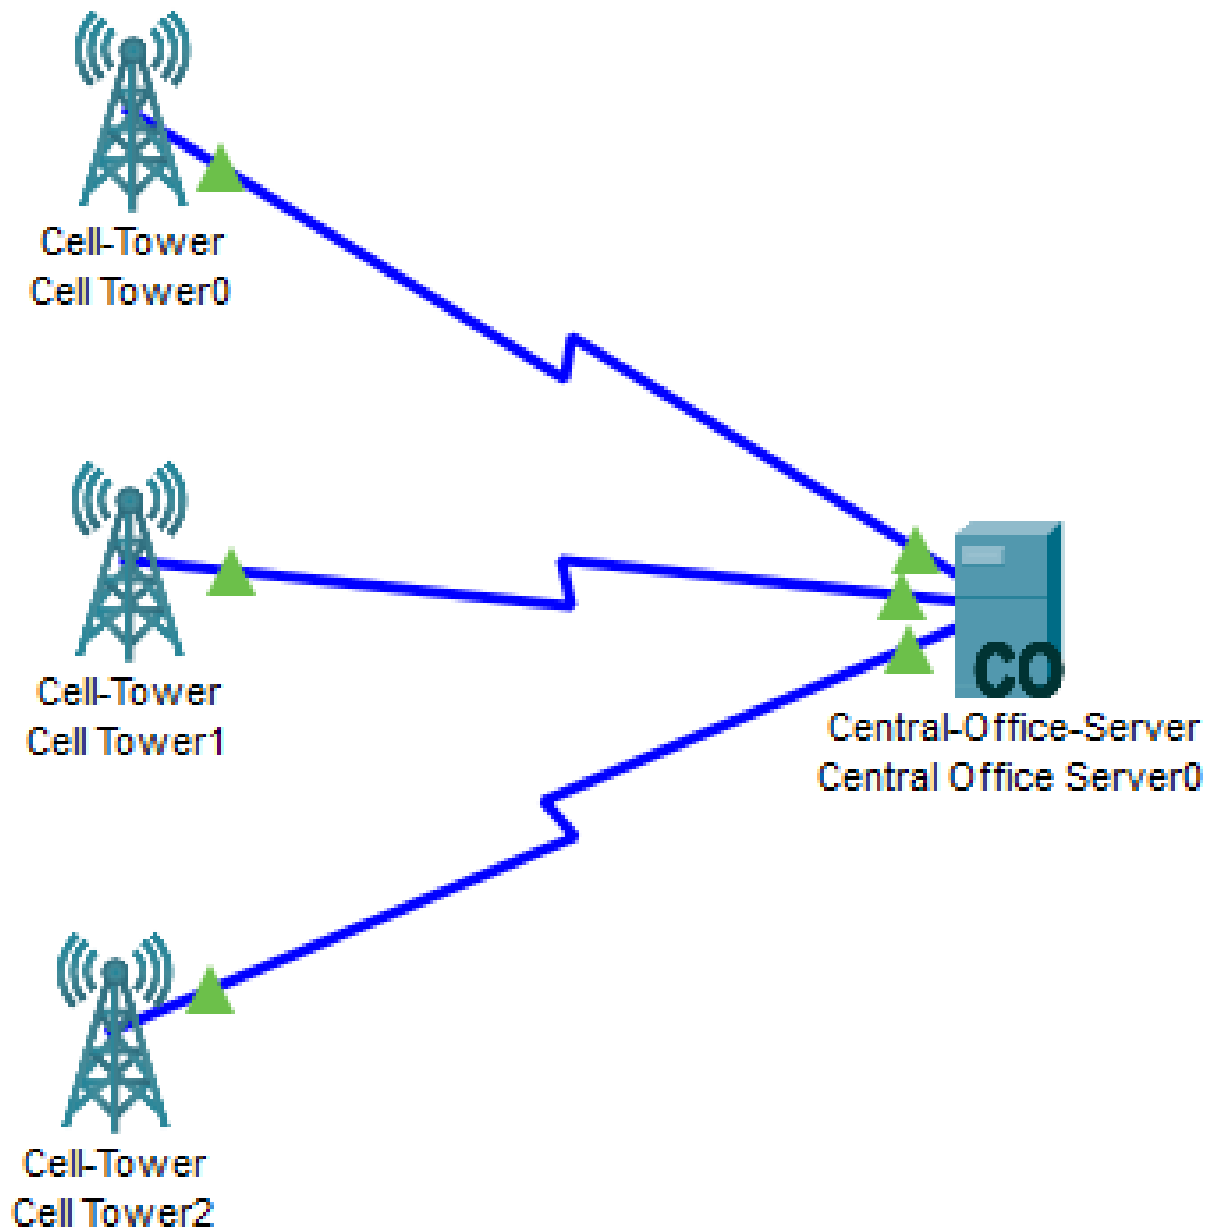 Cell-Tower
Cell Tower0
Cell-Tower
Cell Tower1
CO
Central-Office-Server
Central Office Server0
Cell-Tower
Cell Tower2